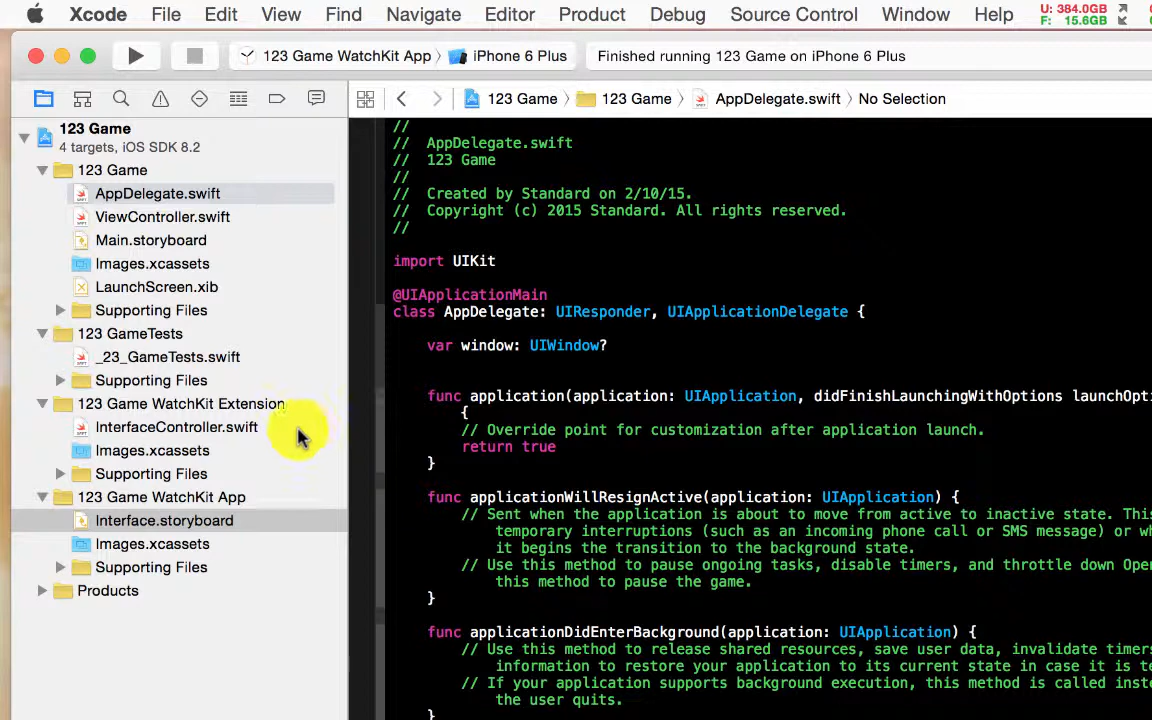 Xcode File Edit View Find Navigate Editor Product Debug Source Control Window Help U: 384.0GB
F: 15.6GB
123 Game WatchKit App iPhone 6 Plus Finished running 123 Game on iPhone 6 Plus
123 Game 123 Game AppDelegate.swift No Selection
123 Game
4 targets, iOS SDK 8.2
123 Game
AppDelegate.swift
ViewController.swift
Main.storyboard
Images.xcassets
LaunchScreen.xib
Supporting Files
123 GameTests
_23_GameTests.swift
Supporting Files
123 Game WatchKit Extension
InterfaceController.swift
Images.xcassets
Supporting Files
123 Game WatchKit App
Interface.storyboard
Images.xcassets
Supporting Files
Products
//
// AppDelegate.swift
// 123 Game
//
// Created by Standard on 2/10/15.
// Copyright (c) 2015 Standard. All rights reserved.
//
import UIKit
@UIApplicationMain
class AppDelegate: UIResponder, UIApplicationDelegate {
var window: UIWindow?
func application(application: UIApplication, didFinishLaunchingWithOptions launchOpti
{
// Override point for customization after application launch.
return true
}
func applicationWillResignActive(application: UIApplication) {
// Sent when the application is about to move from active to inactive state. This
temporary interruptions (such as an incoming phone call or SMS message) or wh
it begins the transition to the background state.
// Use this method to pause ongoing tasks, disable timers, and throttle down Open
this method to pause the game.
}
func applicationDidEnterBackground(application: UIApplication) {
// Use this method to release shared resources, save user data, invalidate timers
information to restore your application to its current state in case it is te
// If your application supports background execution, this method is called inste
the user quits.
}